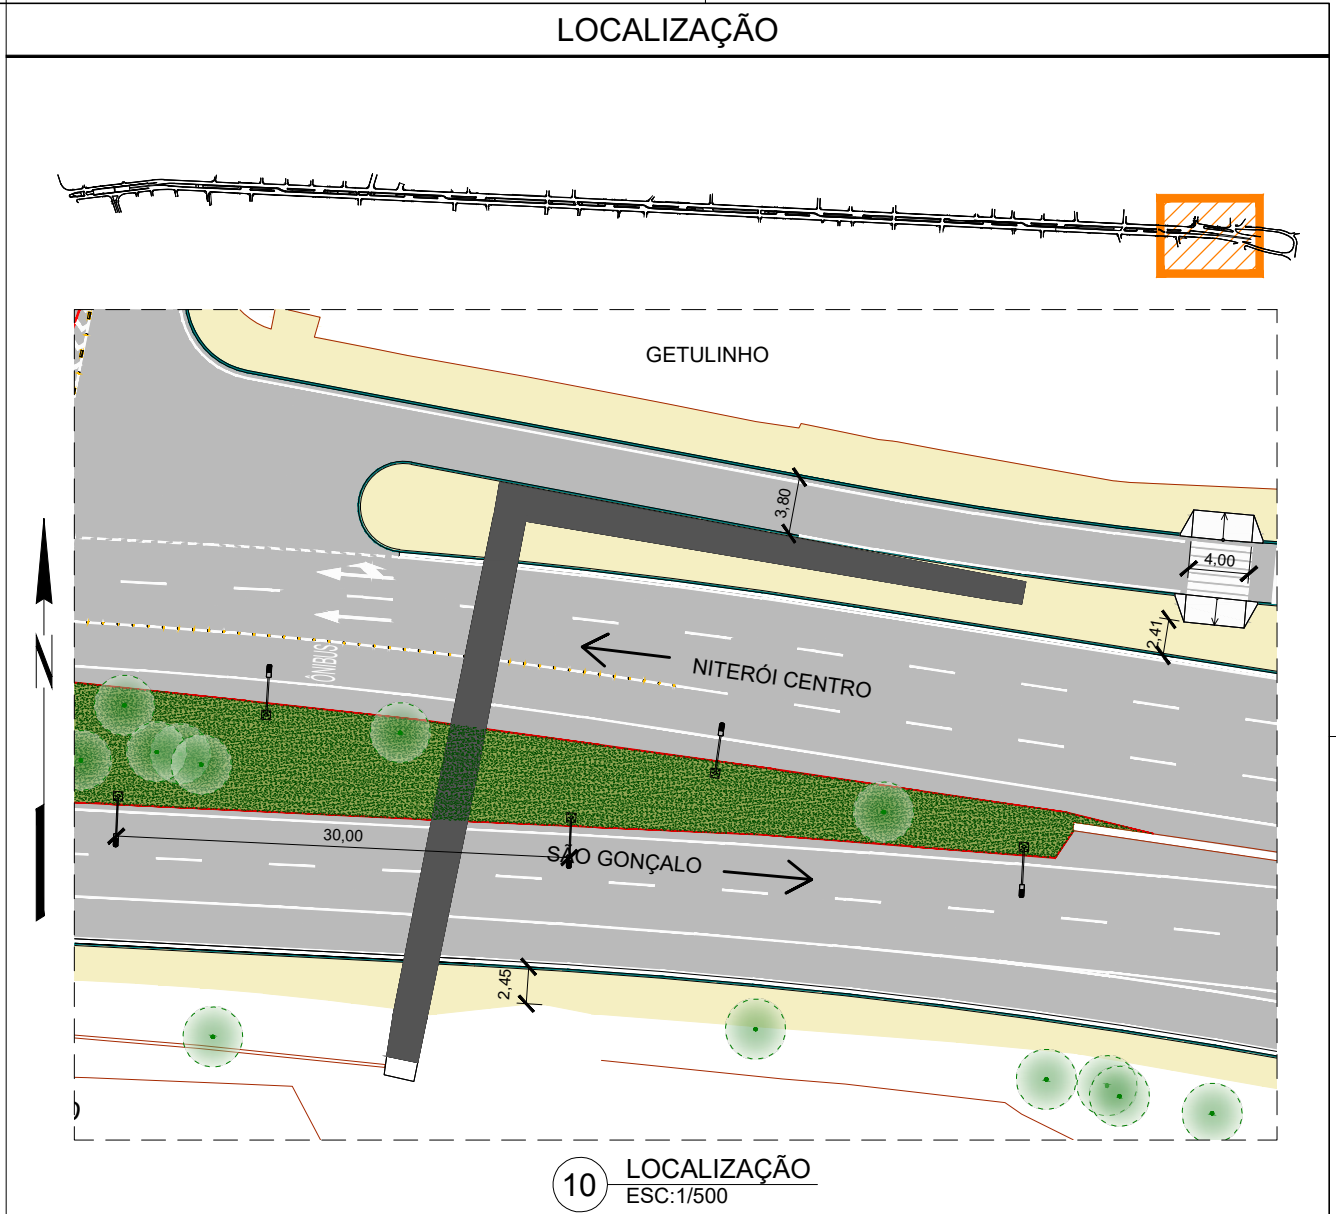 LOCALIZAÇÃO
GETULINHO
3,80
4,00
2,41
N
ÔNIBUS
NITERÓI CENTRO
30,00
SÃO GONÇALO
2,45
10
LOCALIZAÇÃO
ESC:1/500